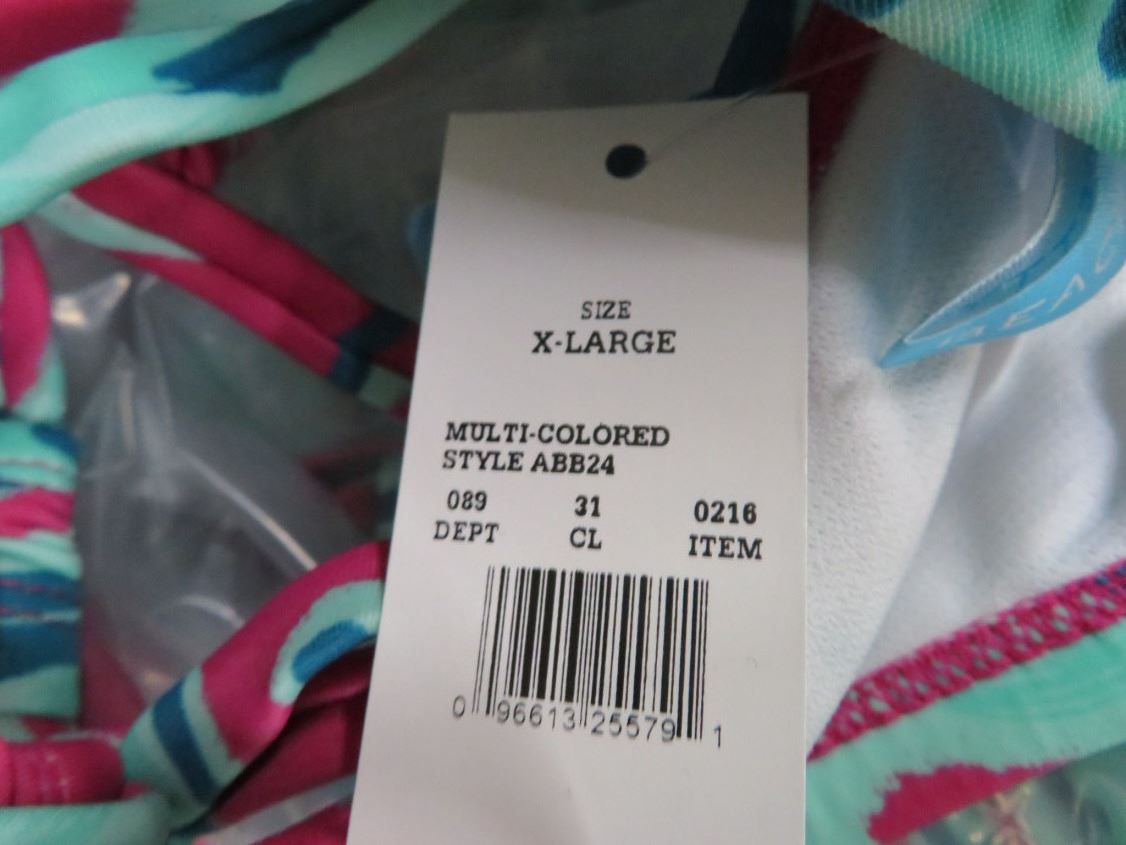 SIZE
X-LARGE
MULTI-COLORED
STYLE ABB24
089 31 0216
DEPT CL ITEM
0 96613 25579 1